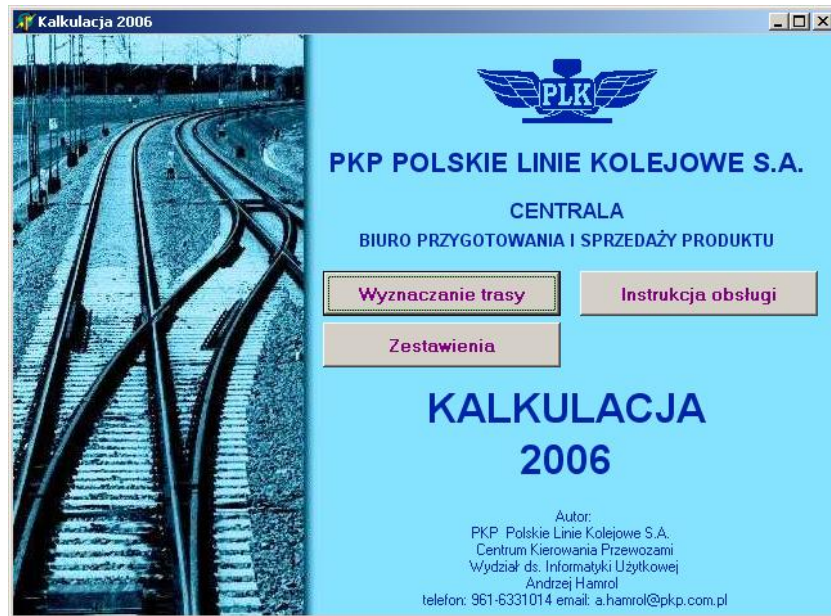 Kalkulacja 2006
PLK
PKP POLSKIE LINIE KOLEJOWE S.A.
CENTRALA
BIURO PRZYGOTOWANIA I SPRZEDAŻY PRODUKTU
Wyznaczanie trasy
Instrukcja obsługi
Zestawienia
KALKULACJA
2006
Autor:
PKP Polskie Linie Kolejowe S.A.
Centrum Kierowania Przewozami
Wydział ds. Informatyki Użytkowej
Andrzej Hamrol
telefon: 961-6331014 email: a.hamrol@pkp.com.pl